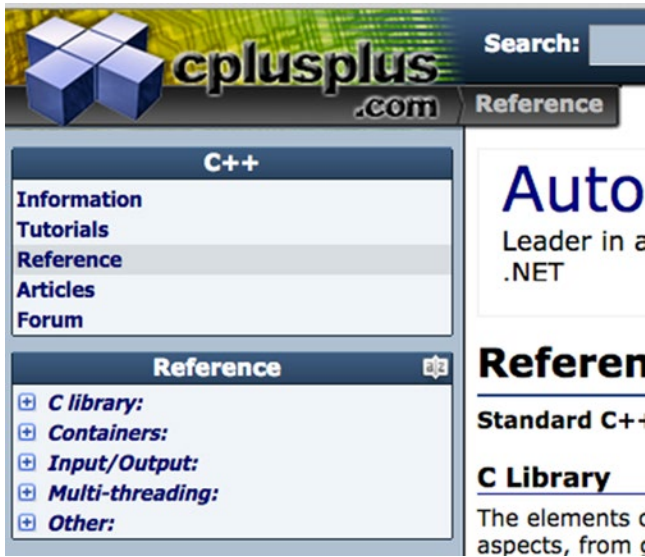 cplusplus
.com
Search:
Reference
C++
Information
Tutorials
Reference
Articles
Forum
Reference
C library:
Containers:
Input/Output:
Multi-threading:
Other:
Auto
Leader in a
.NET
Referen
Standard C++
C Library
The elements
aspects, from